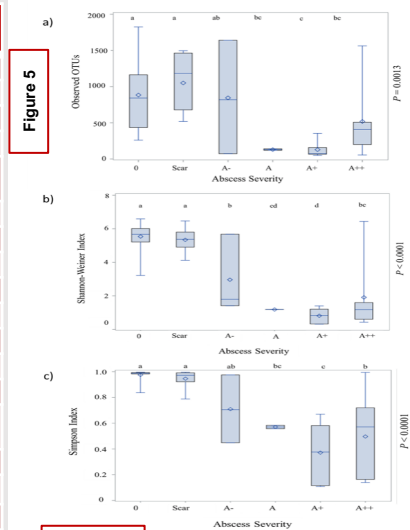 Figure 5
a)
a a ab bc c bc
2000
1500
1000
500
0
Observed OTUs
0 Scar A- A A+ A++
Abscess Severity
P = 0.0013
b)
a a b cd d bc
8
6
4
2
0
Shannon-Weiner Index
0 Scar A- A A+ A++
Abscess Severity
P < 0.0001
c)
a a ab bc c b
1.0
0.8
0.6
0.4
0.2
0
Simpson Index
0 Scar A- A A+ A++
Abscess Severity
P < 0.0001